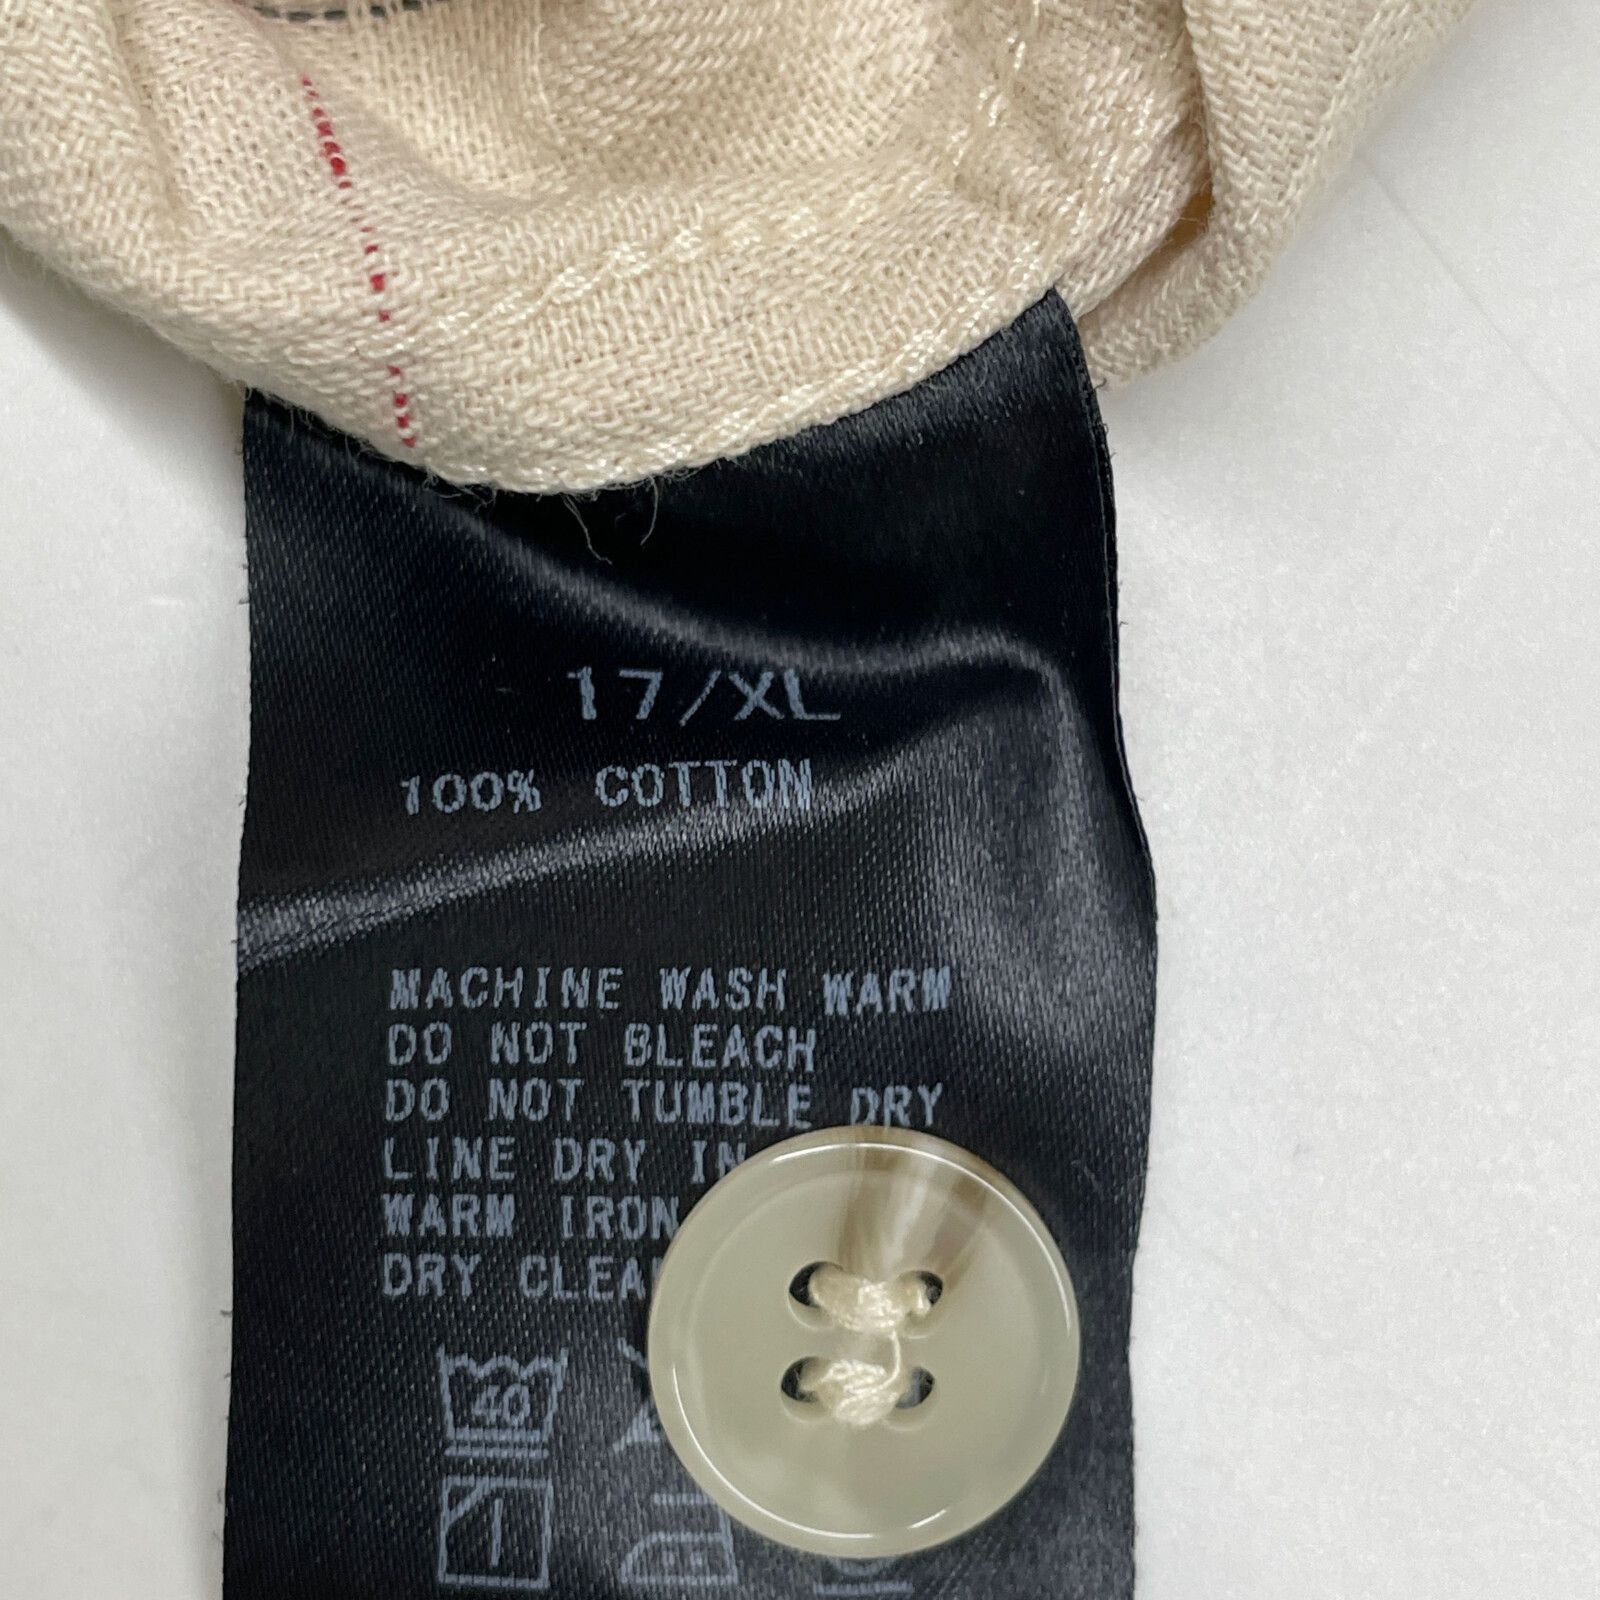 17/XL
100% COTTON
MACHINE WASH WARM
DO NOT BLEACH
DO NOT TUMBLE DRY
LINE DRY IN
WARM IRON
DRY CLEA
40